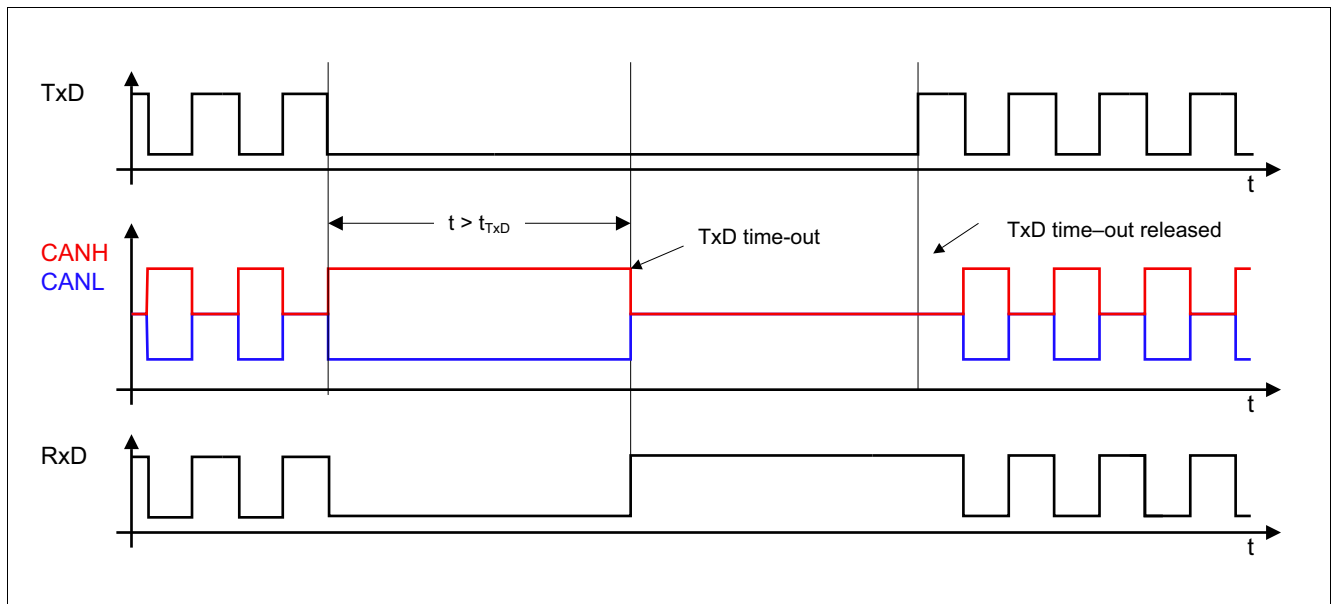 TxD
t
t > tTxD
TxD time-out
TxD time–out released
CANH
CANL
t
RxD
t